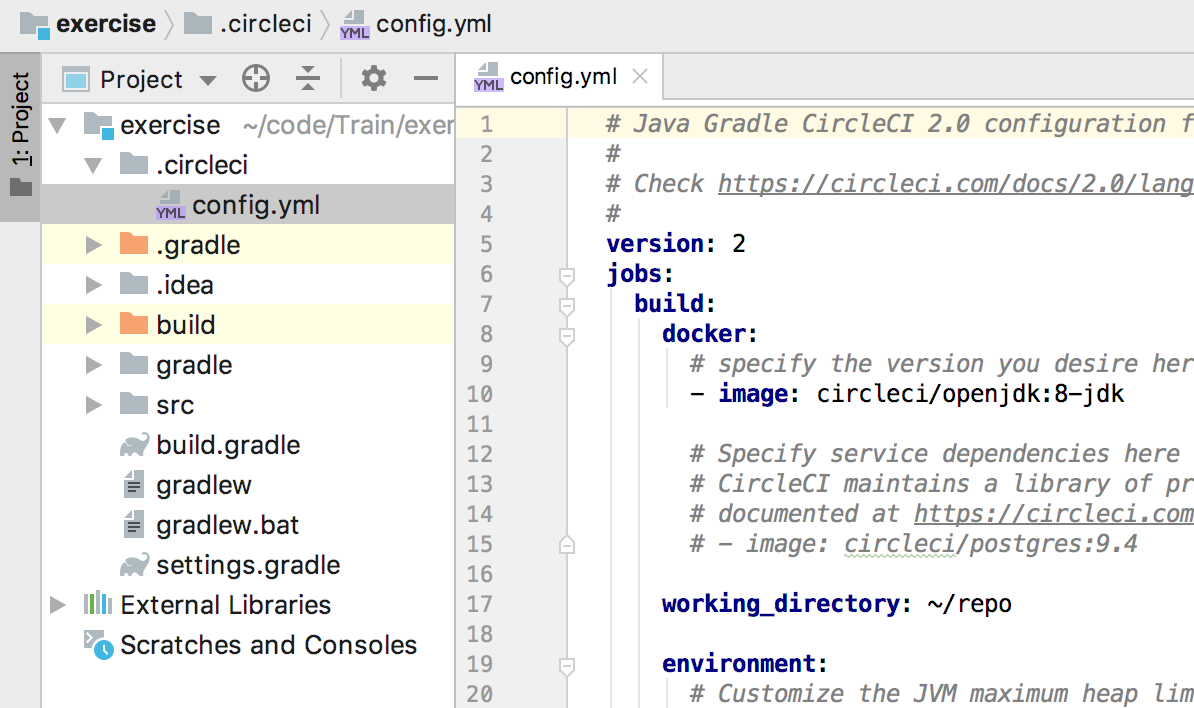 exercise .circleci YML config.yml
1: Project
Project
YML config.yml
exercise ~/code/Train/exer
.circleci
YML config.yml
.gradle
.idea
build
gradle
src
build.gradle
gradlew
gradlew.bat
settings.gradle
External Libraries
Scratches and Consoles
1 # Java Gradle CircleCI 2.0 configuration f
2 #
3 # Check https://circleci.com/docs/2.0/lang
4 #
5 version: 2
6 jobs:
7 build:
8 docker:
9 # specify the version you desire her
10 - image: circleci/openjdk:8-jdk
11
12 # Specify service dependencies here
13 # CircleCI maintains a library of pr
14 # documented at https://circleci.com
15 # - image: circleci/postgres:9.4
16
17 working_directory: ~/repo
18
19 environment:
20 # Customize the JVM maximum heap lim